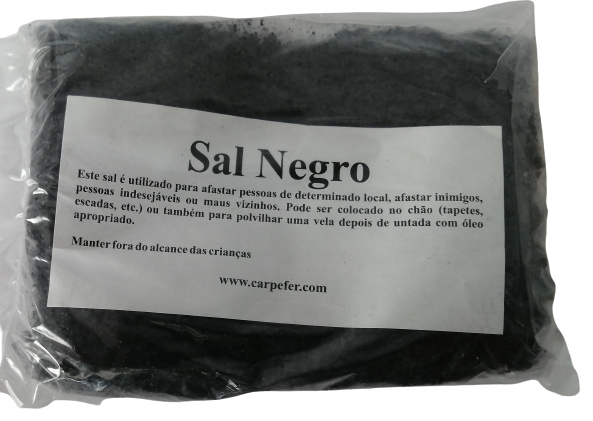 Sal Negro
Este sal é utilizado para afastar pessoas de determinado local, afastar inimigos,
pessoas indesejáveis ou maus vizinhos. Pode ser colocado no chão (tapetes,
escadas, etc.) ou também para polvilhar uma vela depois de untada com óleo
apropriado.
Manter fora do alcance das crianças
www.carpefer.com